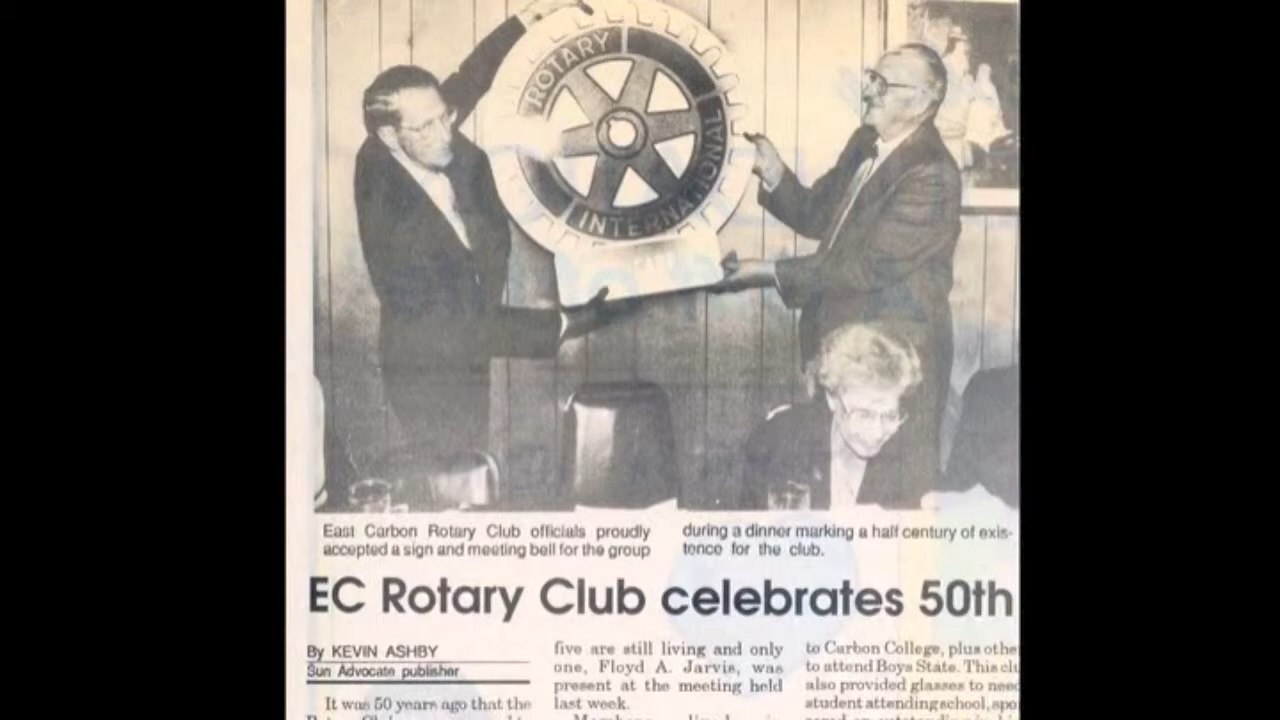 ROTARY
INTERNATIONAL
East Carbon Rotary Club officials proudly
accepted a sign and meeting bell for the group
during a dinner marking a half century of exis-
tence for the club.
EC Rotary Club celebrates 50th
By KEVIN ASHBY
Sun Advocate publisher
It was 50 years ago that the
five are still living and only
one, Floyd A. Jarvis, was
present at the meeting held
last week.
to Carbon College, plus othe
to attend Boys State. This clu
also provided glasses to need
student attending school, spo